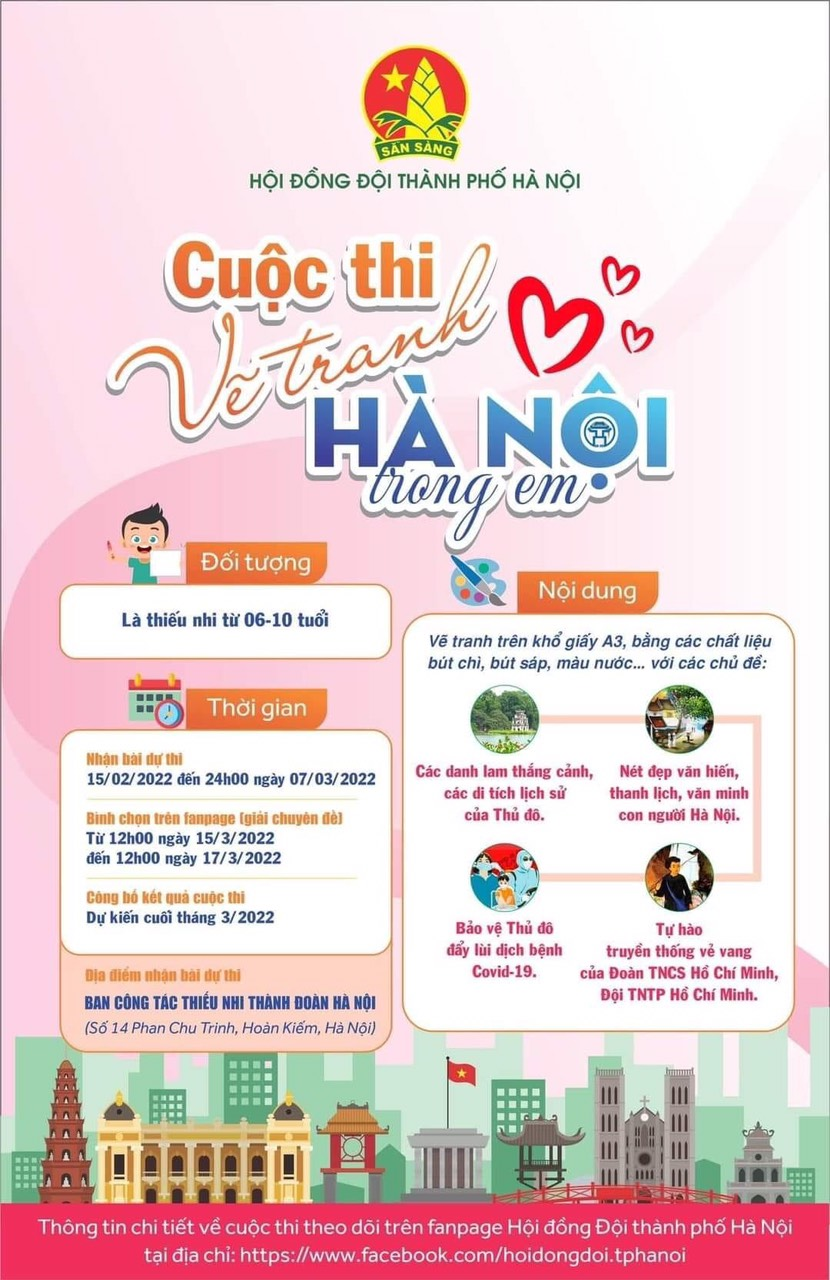 SẴN SÀNG
HỘI ĐỒNG ĐỘI THÀNH PHỐ HÀ NỘI
Cuộc thi
Vẽ tranh
HÀ NỘI
trong em
Đối tượng
Là thiếu nhi từ 06-10 tuổi
Thời gian
Nhận bài dự thi
15/02/2022 đến 24h00 ngày 07/03/2022
Bình chọn trên fanpage (giải chuyên đề)
Từ 12h00 ngày 15/3/2022
đến 12h00 ngày 17/3/2022
Công bố kết quả cuộc thi
Dự kiến cuối tháng 3/2022
Địa điểm nhận bài dự thi
BAN CÔNG TÁC THIẾU NHI THÀNH ĐOÀN HÀ NỘI
(Số 14 Phan Chu Trinh, Hoàn Kiếm, Hà Nội)
Nội dung
Vẽ tranh trên khổ giấy A3, bằng các chất liệu
bút chì, bút sáp, màu nước... với các chủ đề:
Các danh lam thắng cảnh,
các di tích lịch sử
của Thủ đô.
Nét đẹp văn hiến,
thanh lịch, văn minh
con người Hà Nội.
Bảo vệ Thủ đô
đẩy lùi dịch bệnh
Covid-19.
Tự hào
truyền thống vẻ vang
của Đoàn TNCS Hồ Chí Minh,
Đội TNTP Hồ Chí Minh.
Thông tin chi tiết về cuộc thi theo dõi trên fanpage Hội đồng Đội thành phố Hà Nội
tại địa chỉ: https://www.facebook.com/hoidongdoi.tphanoi